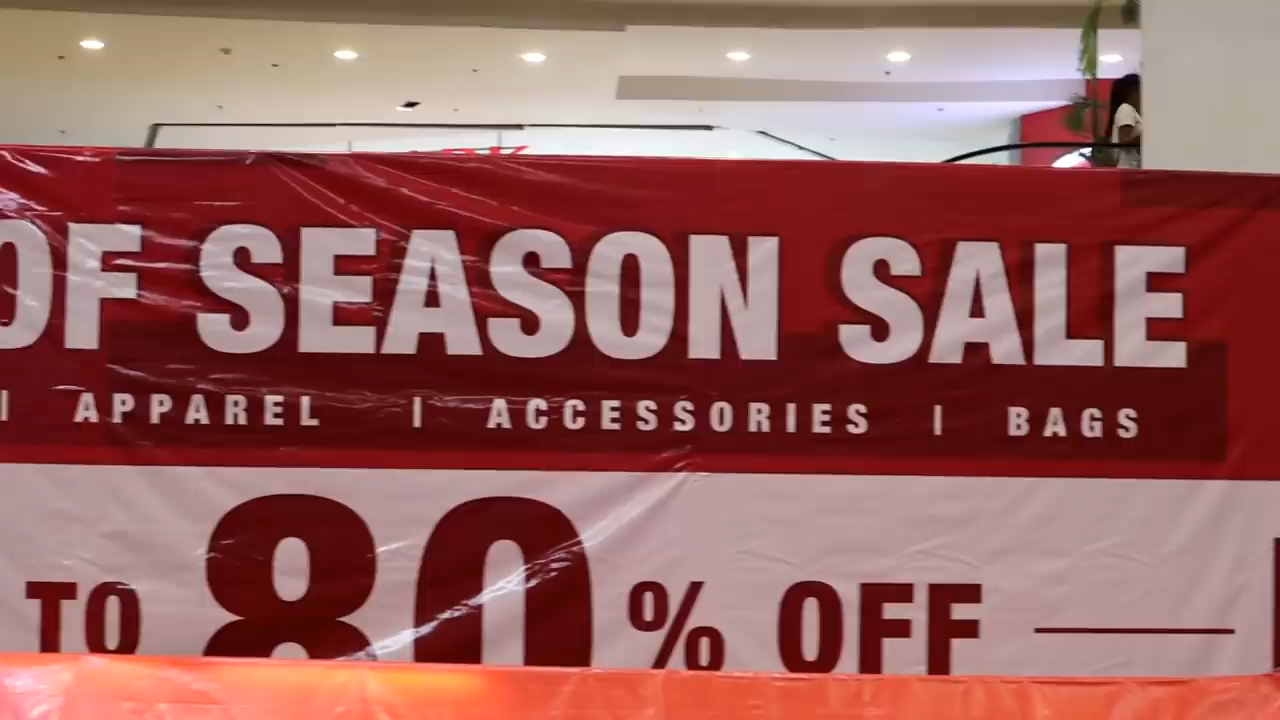 OF SEASON SALE
| APPAREL | ACCESSORIES | BAGS
TO 80% OFF